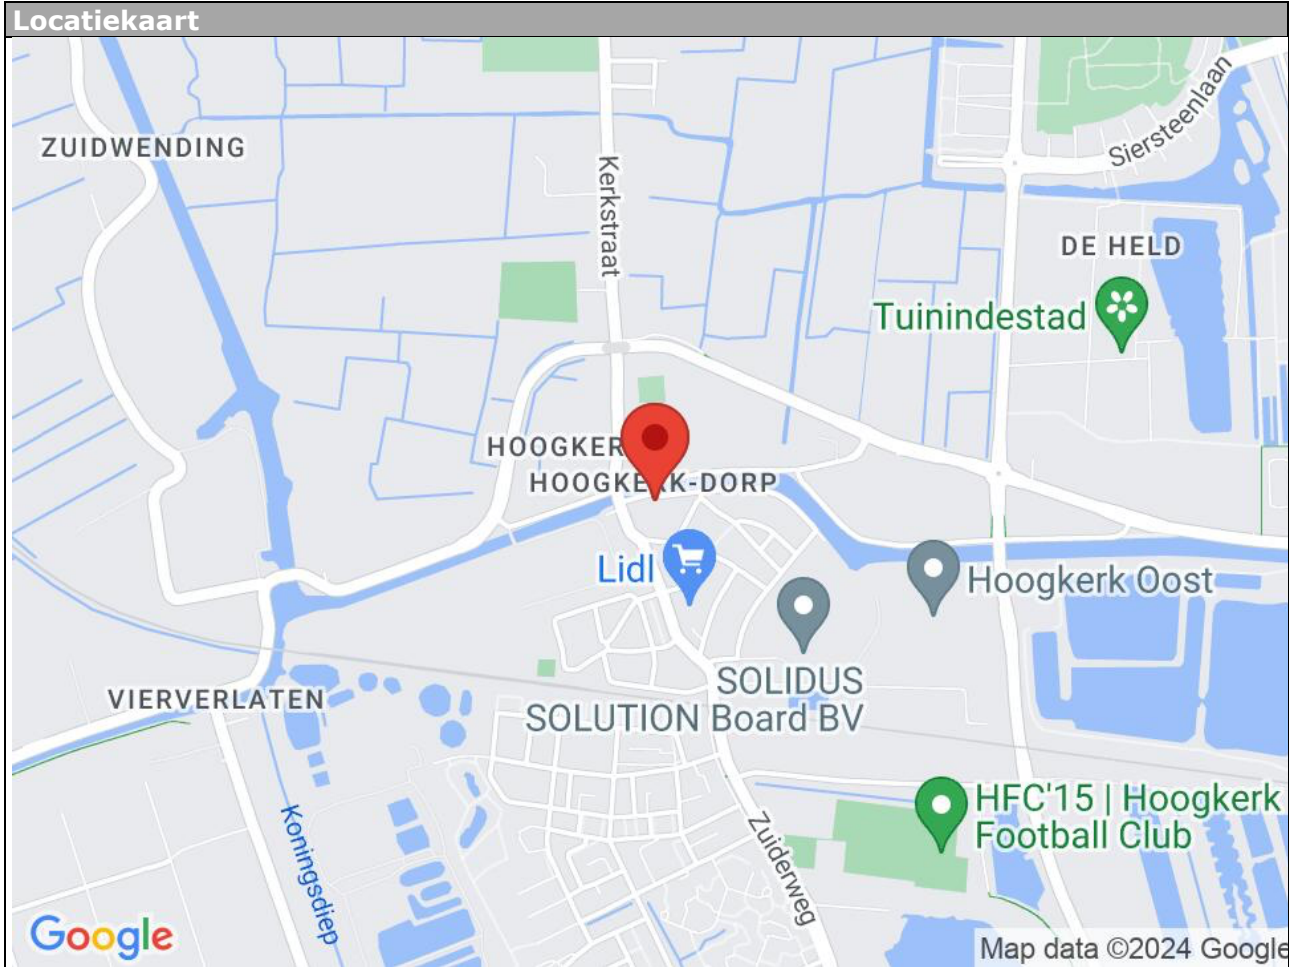 Locatiekaart
ZUIDWENDING
Kerkstraat
Siersteenlaan
DE HELD
Tuinindestad
HOOGKER
HOOGKERK-DORP
Lidl
Hoogkerk Oost
SOLIDUS
SOLUTION Board BV
VIERVERLATEN
Koningsdiep
Zuiderweg
HFC'15 | Hoogkerk
Football Club
Google
Map data ©2024 Google